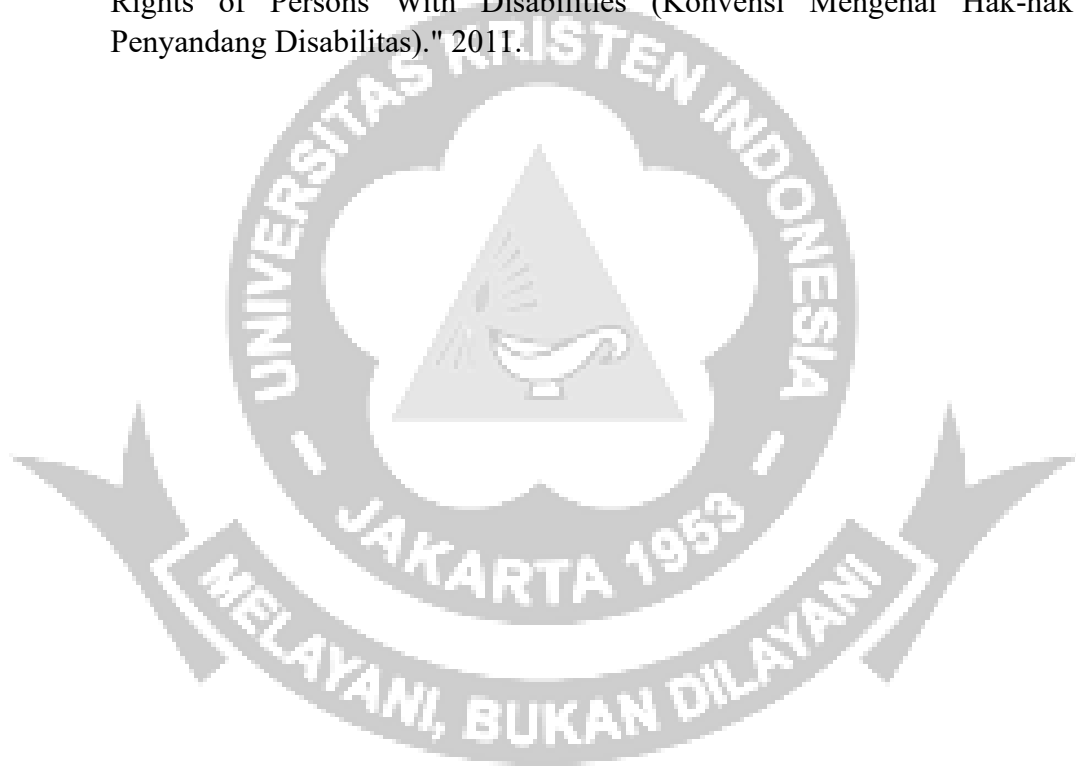 Rights of Persons With Disabilities (Konvensi Mengenai Hak-hak
Penyandang Disabilitas)." 2011.
UNIVERSITAS KRISTEN INDONESIA
JAKARTA 1953
MELAYANI, BUKAN DILAYANI